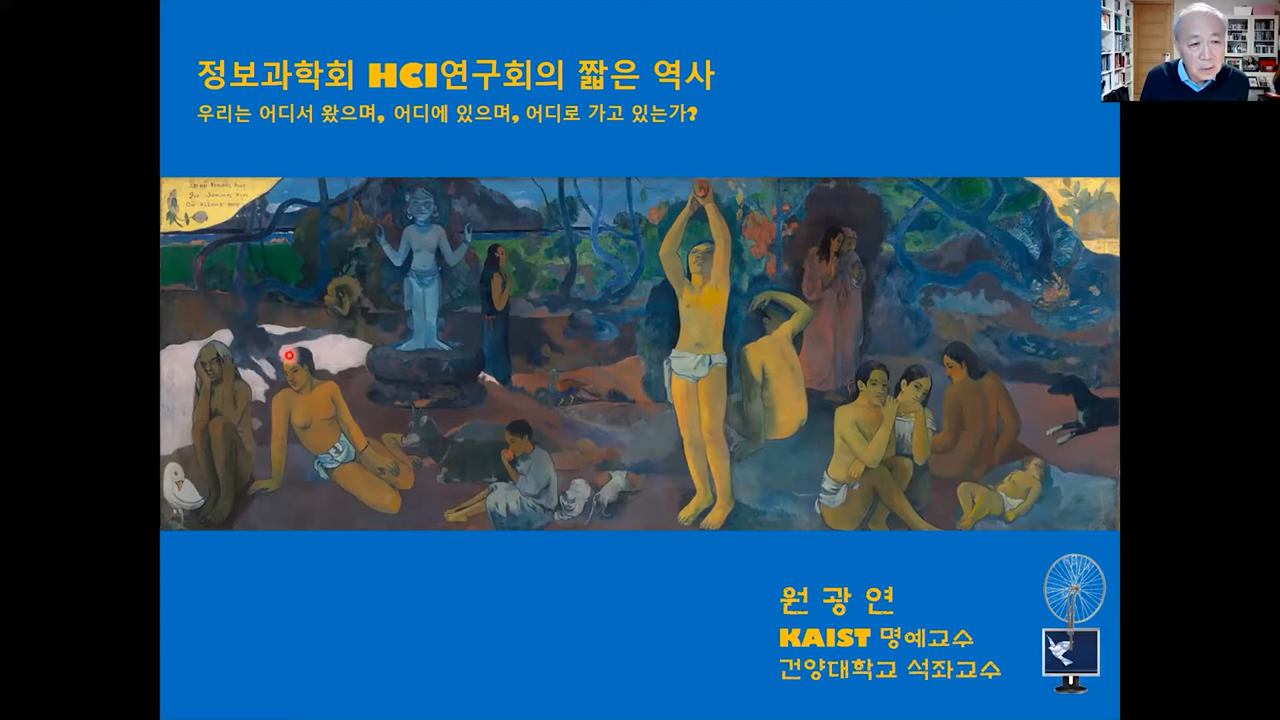 정보과학회 HCI연구회의 짧은 역사
우리는 어디서 왔으며, 어디에 있으며, 어디로 가고 있는가?
원 광 연
KAIST 명예교수
건양대학교 석좌교수